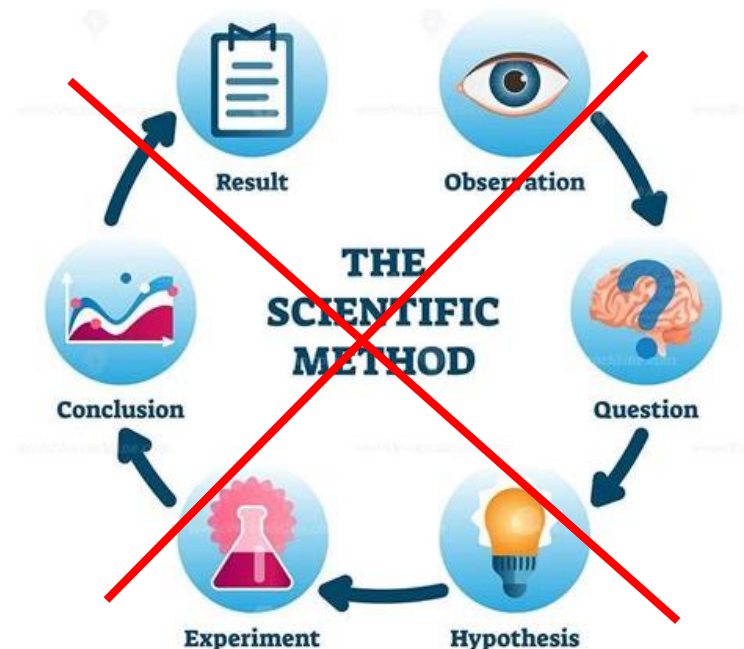 Result
Observation
THE
SCIENTIFIC
METHOD
Conclusion
Question
Experiment
Hypothesis